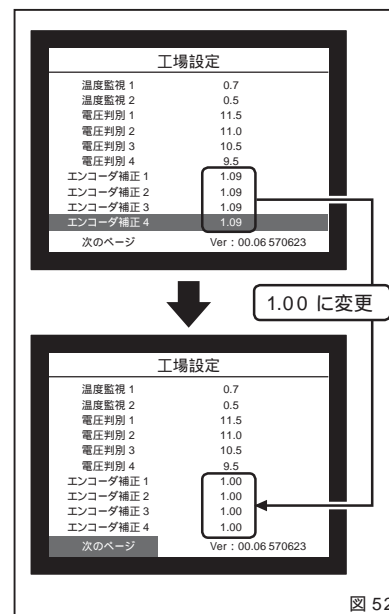 工場設定
温度監視 1 0.7
温度監視 2 0.5
電圧判別 1 11.5
電圧判別 2 11.0
電圧判別 3 10.5
電圧判別 4 9.5
エンコーダ補正 1 1.09
エンコーダ補正 2 1.09
エンコーダ補正 3 1.09
エンコーダ補正 4 1.09
次のページ Ver : 00.06 570623
1.00 に変更
工場設定
温度監視 1 0.7
温度監視 2 0.5
電圧判別 1 11.5
電圧判別 2 11.0
電圧判別 3 10.5
電圧判別 4 9.5
エンコーダ補正 1 1.00
エンコーダ補正 2 1.00
エンコーダ補正 3 1.00
エンコーダ補正 4 1.00
次のページ Ver : 00.06 570623
図 52